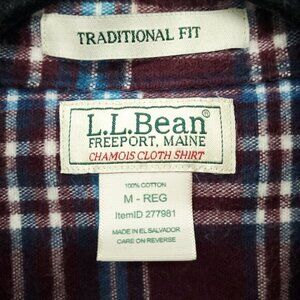 TRADITIONAL FIT
L.L.Bean®
FREEPORT, MAINE
CHAMOIS CLOTH SHIRT
100% COTTON
M - REG
ItemID 277981
MADE IN EL SALVADOR
CARE ON REVERSE